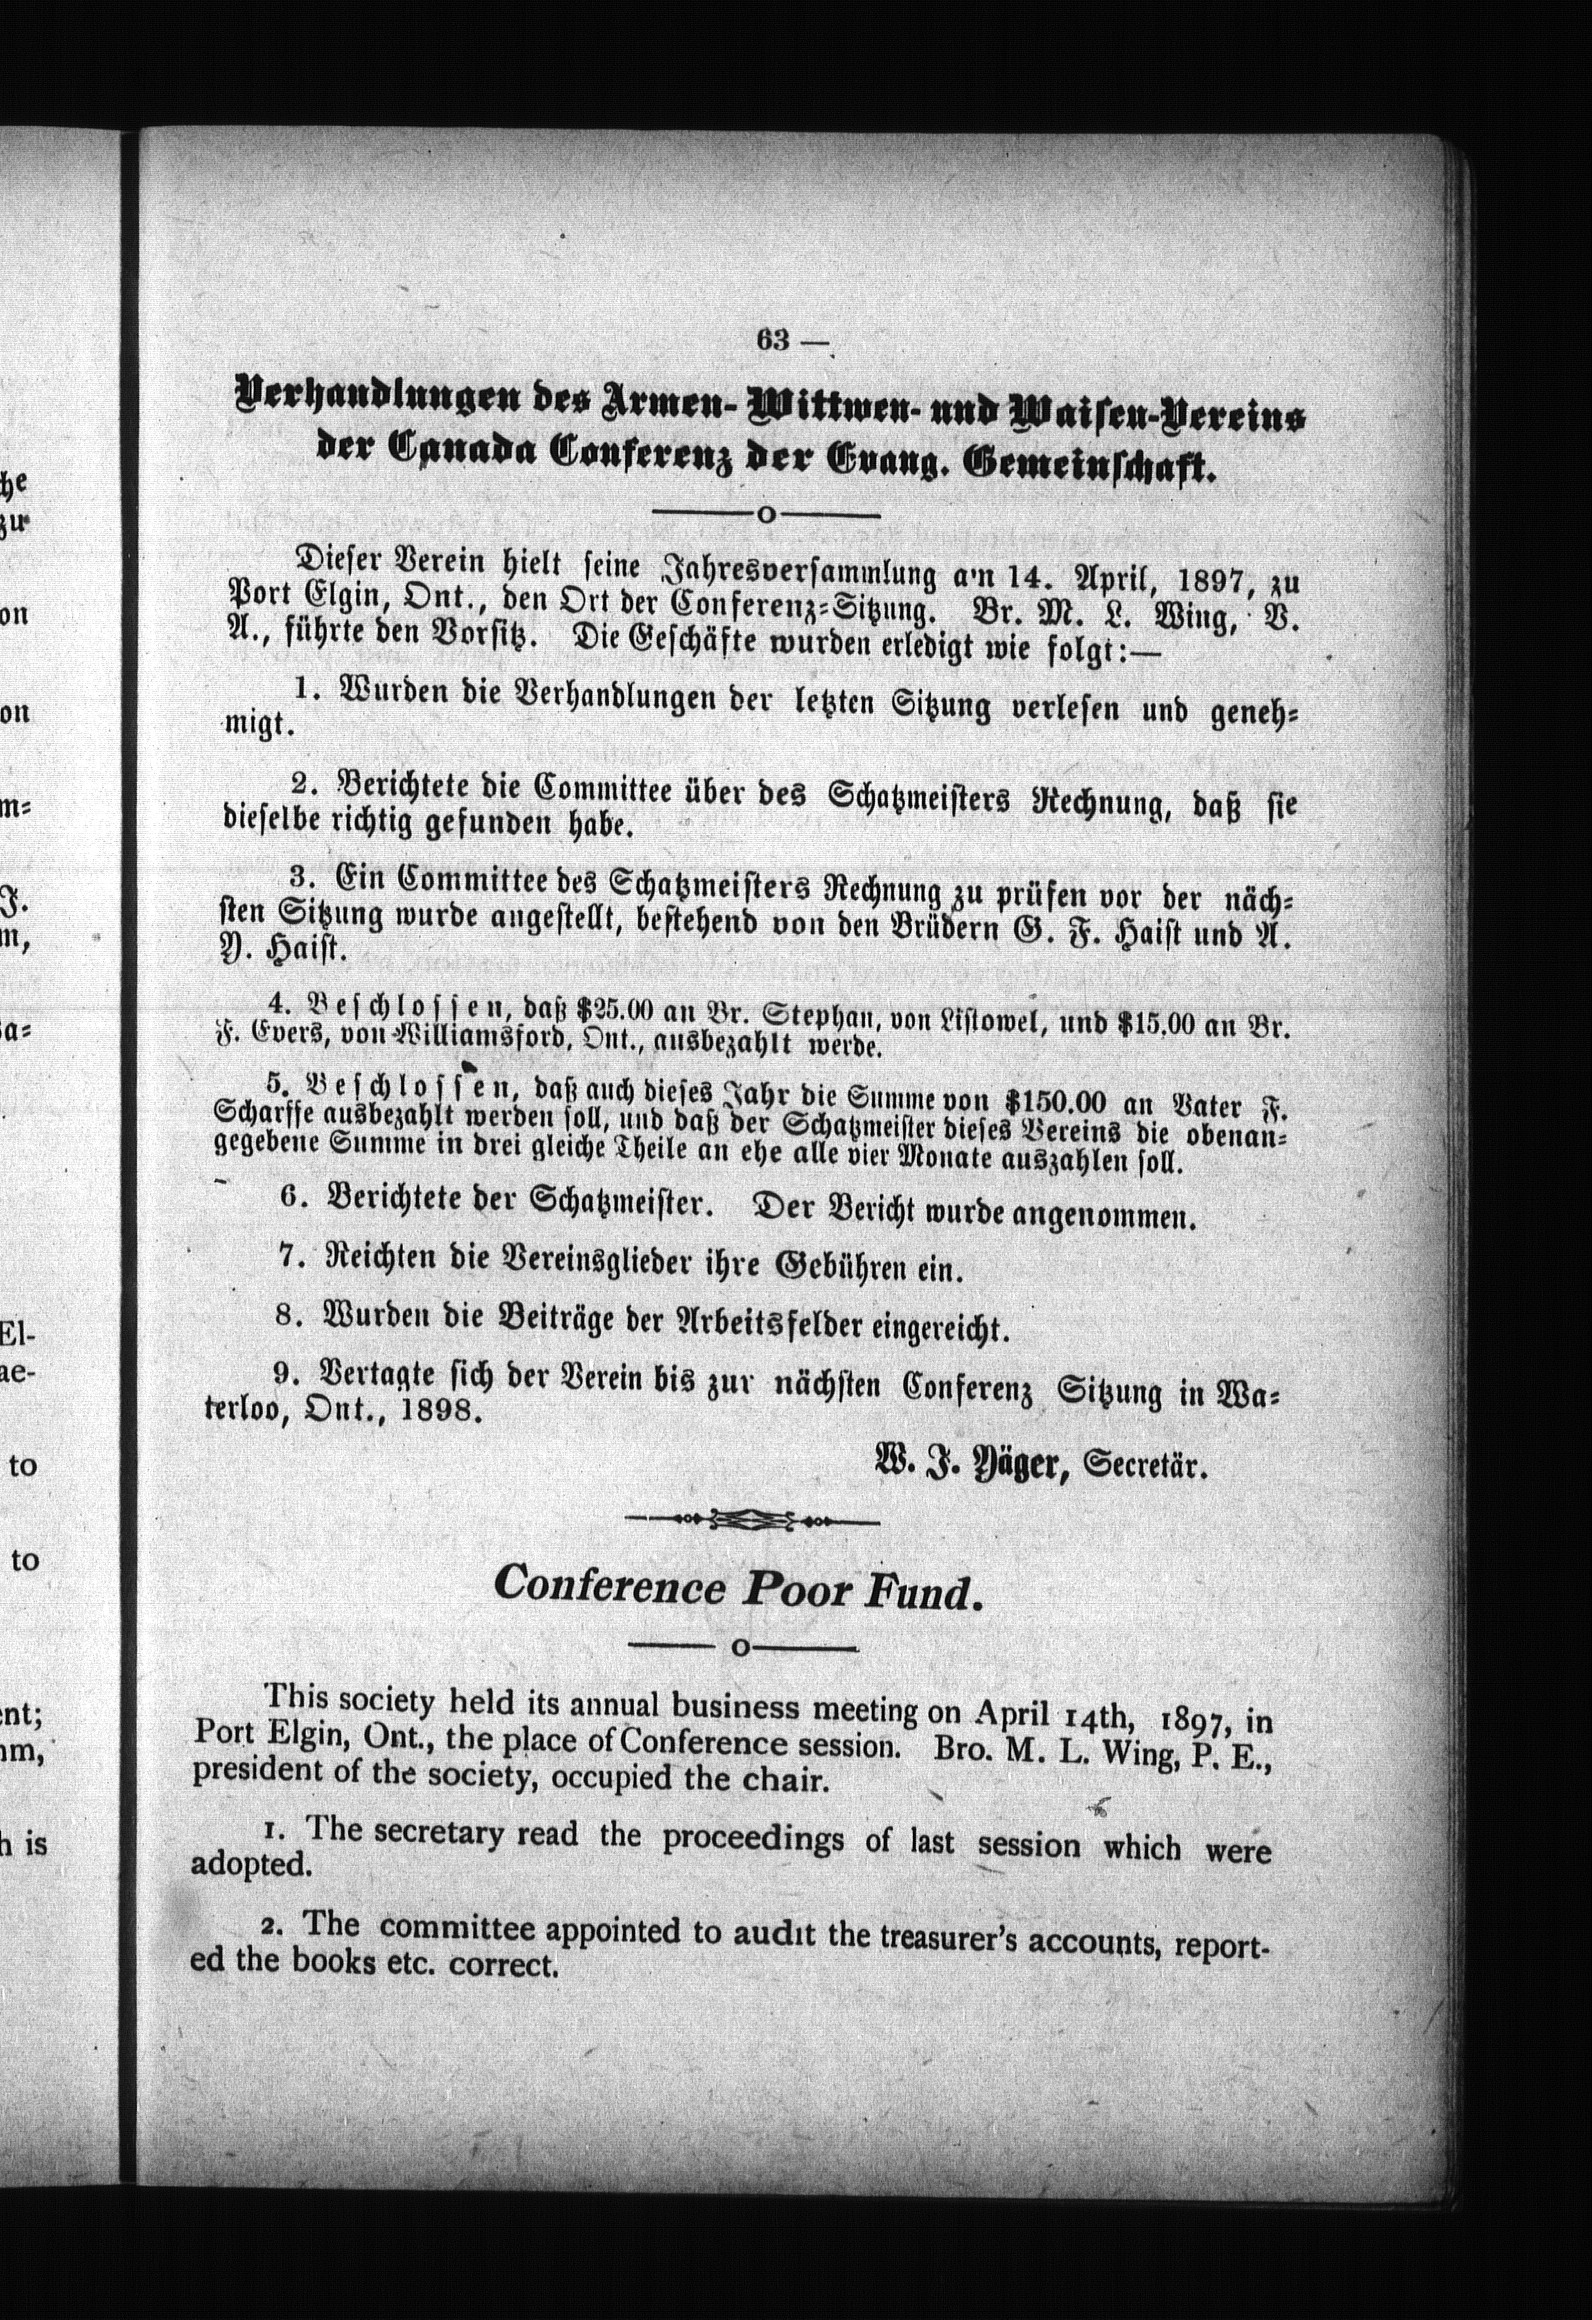 63 —
Verhandlungen des Armen- Wittwen- und Waisen-Vereins
der Canada Conferenz der Evang. Gemeinschaft.
Dieser Verein hielt seine Jahresversammlung am 14. April, 1897, zu
Port Elgin, Ont., den Ort der Conferenz-Sitzung. Br. M. L. Wing, V.
A., führte den Vorsitz. Die Geschäfte wurden erledigt wie folgt:—
1. Wurden die Verhandlungen der letzten Sitzung verlesen und geneh-
migt.
2. Berichtete die Committee über des Schatzmeisters Rechnung, daß sie
dieselbe richtig gefunden habe.
3. Ein Committee des Schatzmeisters Rechnung zu prüfen vor der näch-
sten Sitzung wurde angestellt, bestehend von den Brüdern G. F. Haist und A.
Y. Haist.
4. Beschlossen, daß $25.00 an Br. Stephan, von Listowel, und $15.00 an Br.
F. Evers, von Williamsford, Ont., ausbezahlt werde.
5. Beschlossen, daß auch dieses Jahr die Summe von $150.00 an Vater F.
Scharffe ausbezahlt werden soll, und daß der Schatzmeister dieses Vereins die obenan-
gegebene Summe in drei gleiche Theile an ehe alle vier Monate auszahlen soll.
6. Berichtete der Schatzmeister. Der Bericht wurde angenommen.
7. Reichten die Vereinsglieder ihre Gebühren ein.
8. Wurden die Beiträge der Arbeitsfelder eingereicht.
9. Vertagte sich der Verein bis zur nächsten Conferenz Sitzung in Wa-
terloo, Ont., 1898.
W. J. Yäger, Secretär.
Conference Poor Fund.
This society held its annual business meeting on April 14th, 1897, in
Port Elgin, Ont., the place of Conference session. Bro. M. L. Wing, P. E.,
president of the society, occupied the chair.
1. The secretary read the proceedings of last session which were
adopted.
2. The committee appointed to audit the treasurer's accounts, report-
ed the books etc. correct.